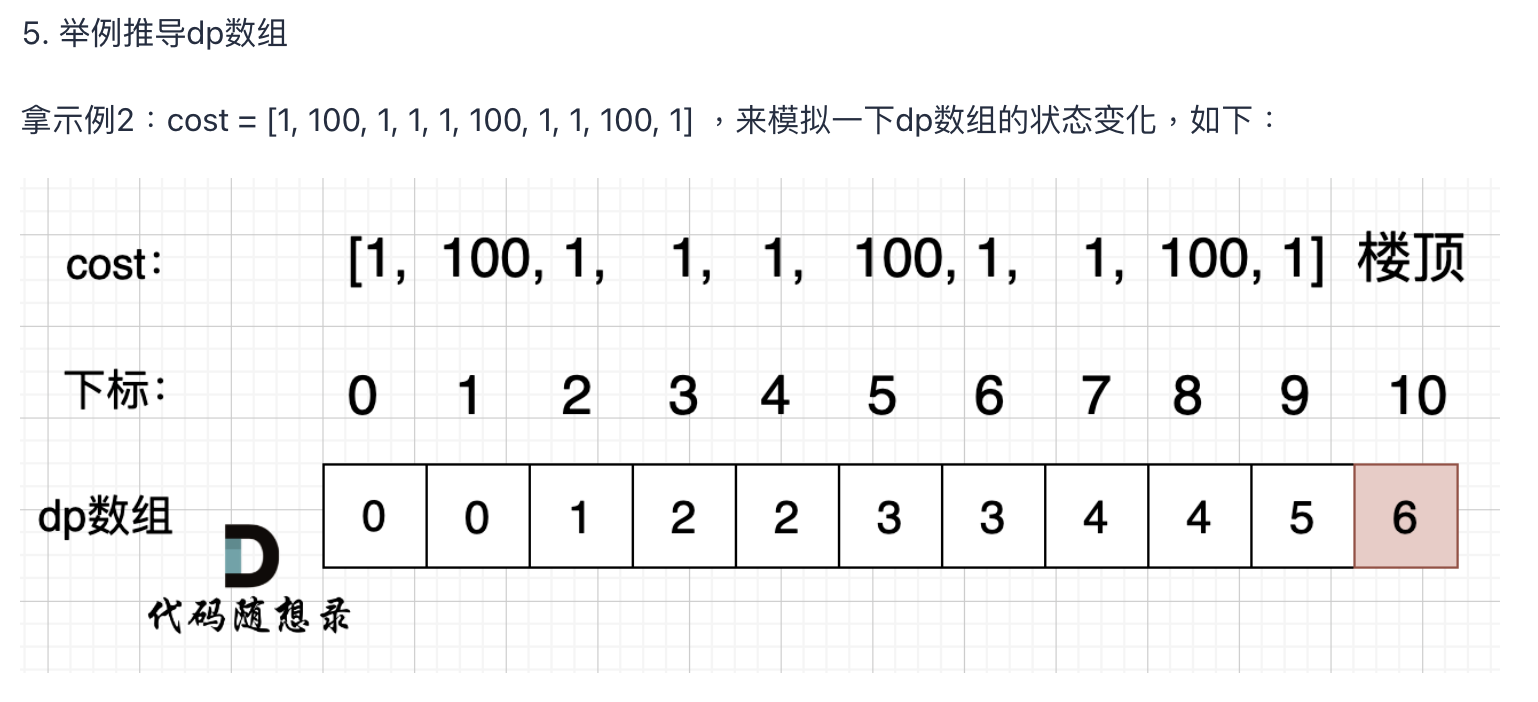 5. 举例推导dp数组
拿示例2：cost = [1, 100, 1, 1, 1, 100, 1, 1, 100, 1] ，来模拟一下dp数组的状态变化，如下：
cost: [1, 100, 1, 1, 1, 100, 1, 1, 100, 1] 楼顶
下标: 0 1 2 3 4 5 6 7 8 9 10
dp数组 0 0 1 2 2 3 3 4 4 5 6
代码随想录